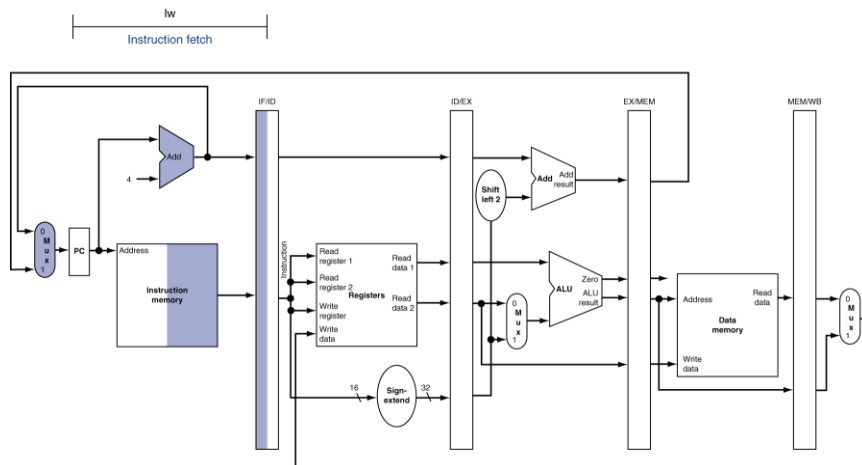 lw
Instruction fetch
IF/ID
ID/EX
EX/MEM
MEM/WB
Add
4
Add
Add
result
Shift
left 2
0
M
u
x
1
PC
Address
Instruction
memory
Instruction
Read
register 1
Read
register 2
Write
register
Write
data
Registers
Read
data 1
Read
data 2
0
M
u
x
1
Zero
ALU
ALU
result
Address
Read
data
Data
memory
Write
data
0
M
u
x
1
16
Sign-
extend
32